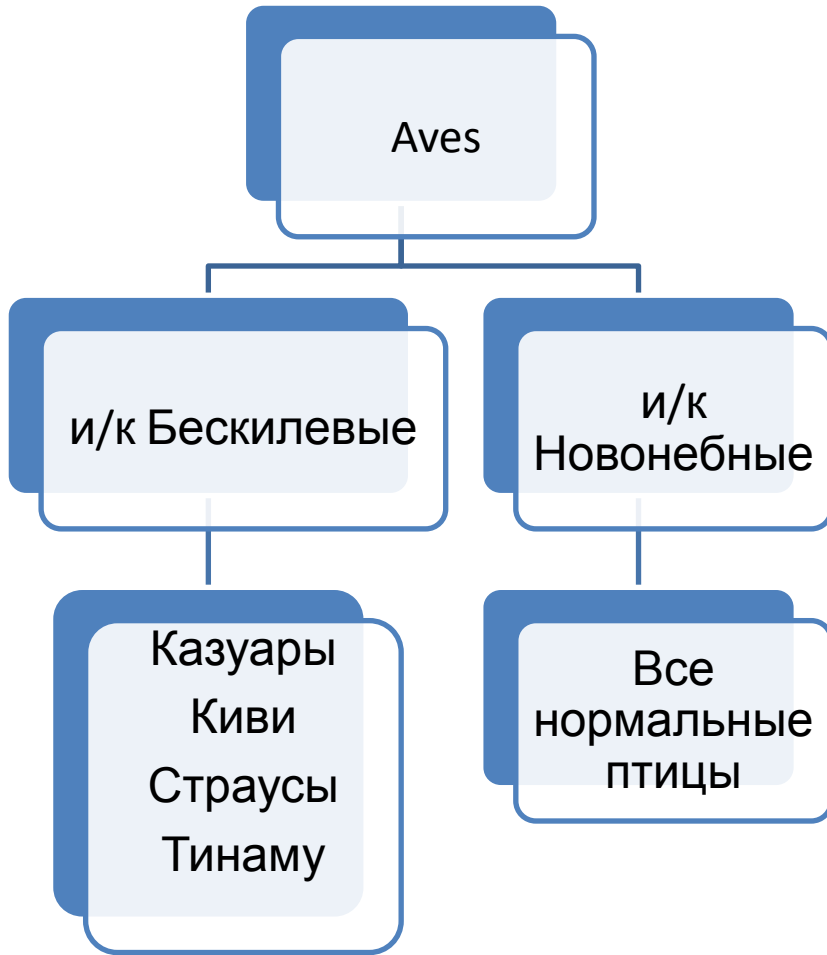 Aves
и/к Бескилевые
и/к
Новонебные
Казуары
Киви
Страусы
Тинаму
Все
нормальные
птицы